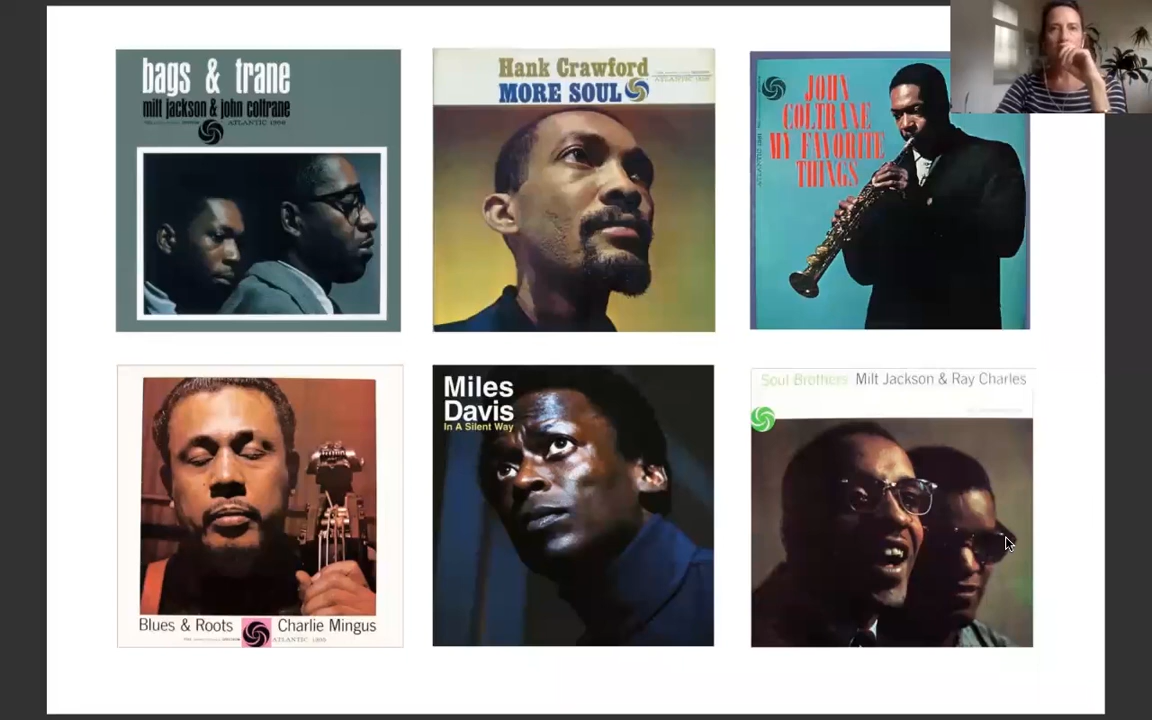 bags & trane
milt jackson & john coltrane
ATLANTIC
Hank Crawford
MORE SOUL
JOHN
COLTRANE
MY FAVORITE
THINGS
Blues & Roots
Charlie Mingus
ATLANTIC
Miles
Davis
In A Silent Way
Soul Brothers Milt Jackson & Ray Charles